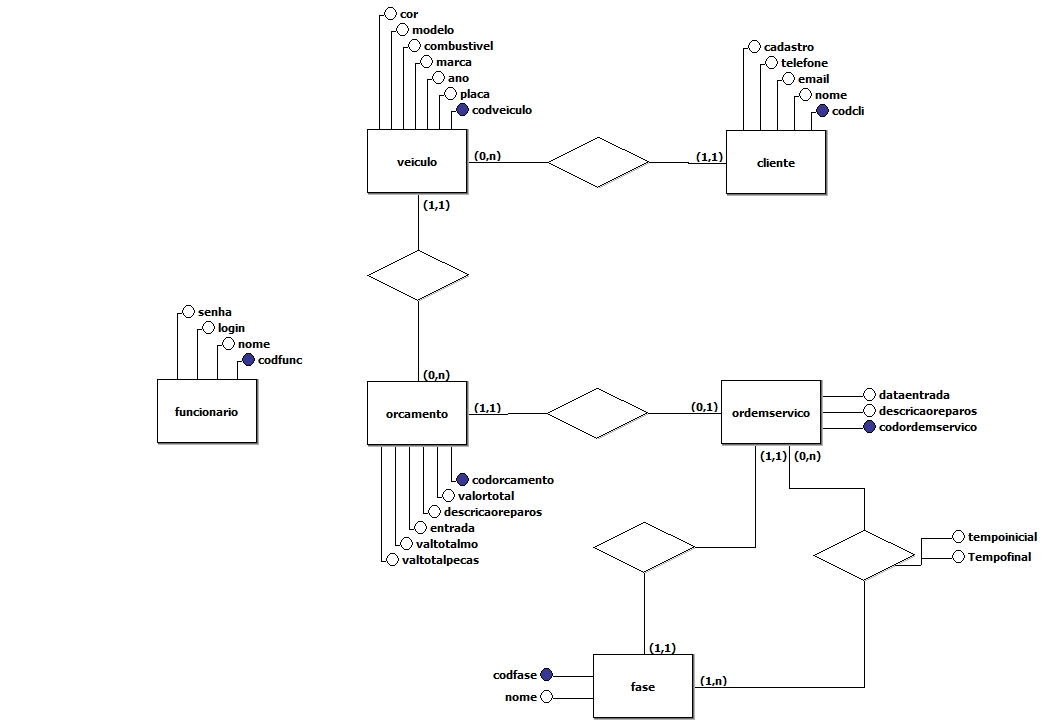 cor
modelo
combustivel
marca
ano
placa
codveiculo
veiculo
(0,n)
(1,1)
cadastro
telefone
email
nome
codcli
cliente
(1,1)
senha
login
nome
codfunc
funcionario
(0,n)
orcamento
(1,1)
(0,1)
ordemservico
dataentrada
descricaoreparos
codordemservico
(1,1)
(0,n)
codorcamento
valortotal
descricaoreparos
entrada
valtotalmo
valtotalpecas
tempoinicial
Tempofinal
(1,1)
codfase
nome
fase
(1,n)